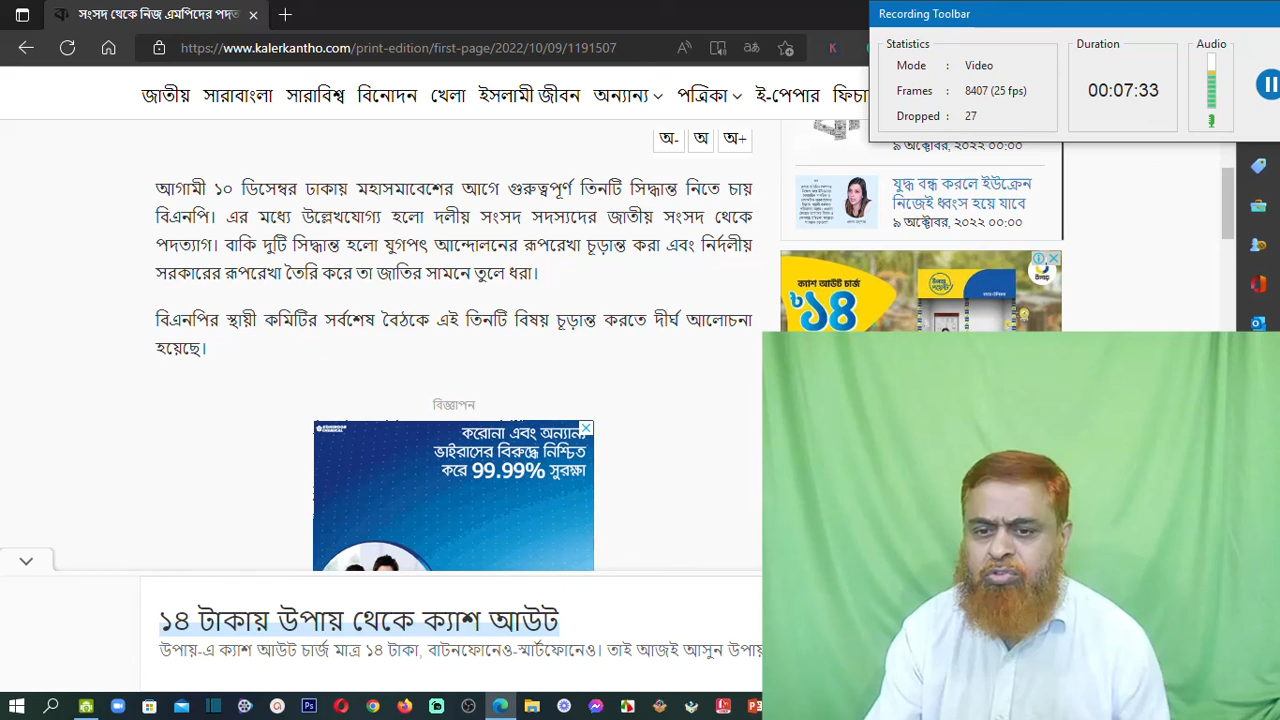 সংসদ থেকে নিজ এমপিদের পদত
https://www.kalerkantho.com/print-edition/first-page/2022/10/09/1191507
Recording Toolbar
Statistics
Mode : Video
Frames : 8407 (25 fps)
Dropped : 27
Duration
00:07:33
Audio
জাতীয় সারাবাংলা সারাবিশ্ব বিনোদন খেলা ইসলামী জীবন অন্যান্য পত্রিকা ই-পেপার
অ- অ অ+
আগামী ১০ ডিসেম্বর ঢাকায় মহাসমাবেশের আগে গুরুত্বপূর্ণ তিনটি সিদ্ধান্ত নিতে চায়
বিএনপি। এর মধ্যে উল্লেখযোগ্য হলো দলীয় সংসদ সদস্যদের জাতীয় সংসদ থেকে
পদত্যাগ। বাকি দুটি সিদ্ধান্ত হলো যুগপৎ আন্দোলনের রূপরেখা চূড়ান্ত করা এবং নির্দলীয়
সরকারের রূপরেখা তৈরি করে তা জাতির সামনে তুলে ধরা।
বিএনপির স্থায়ী কমিটির সর্বশেষ বৈঠকে এই তিনটি বিষয় চূড়ান্ত করতে দীর্ঘ আলোচনা
হয়েছে।
৯ অক্টোবর, ২০২২ ০০:০০
যুদ্ধ বন্ধ করলে ইউক্রেন
নিজেই ধ্বংস হয়ে যাবে
৯ অক্টোবর, ২০২২ ০০:০০
ক্যাশ আউট চার্জ
৳১৪
বিজ্ঞাপন
করোনা এবং অন্যান্য
ভাইরাসের বিরুদ্ধে নিশ্চিত
করে 99.99% সুরক্ষা
১৪ টাকায় উপায় থেকে ক্যাশ আউট
উপায়-এ ক্যাশ আউট চার্জ মাত্র ১৪ টাকা, বাটনফোনেও-স্মার্টফোনেও। তাই আজই আসুন উপায়